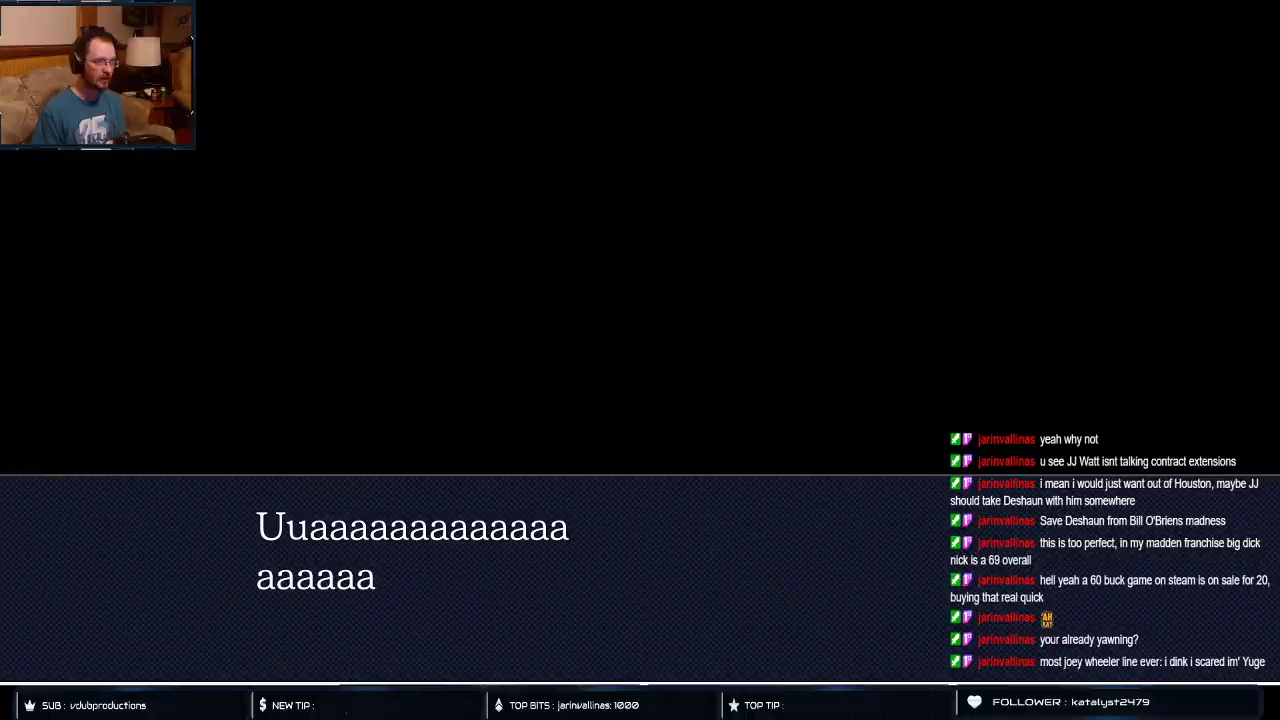 jarinvallinas yeah why not
jarinvallinas u see JJ Watt isnt talking contract extensions
jarinvallinas i mean i would just want out of Houston, maybe JJ
should take Deshaun with him somewhere
jarinvallinas Save Deshaun from Bill O'Briens madness
jarinvallinas this is too perfect, in my madden franchise big dick
nick is a 69 overall
jarinvallinas hell yeah a 60 buck game on steam is on sale for 20,
buying that real quick
jarinvallinas
jarinvallinas your already yawning?
jarinvallinas most joey wheeler line ever: i dink i scared im' Yuge
Uuaaaaaaaaaaaaa
aaaaaa
SUB : vdubproductions
NEW TIP :
TOP BITS : jarinvallinas: 1000
TOP TIP :
FOLLOWER : katalyst2479